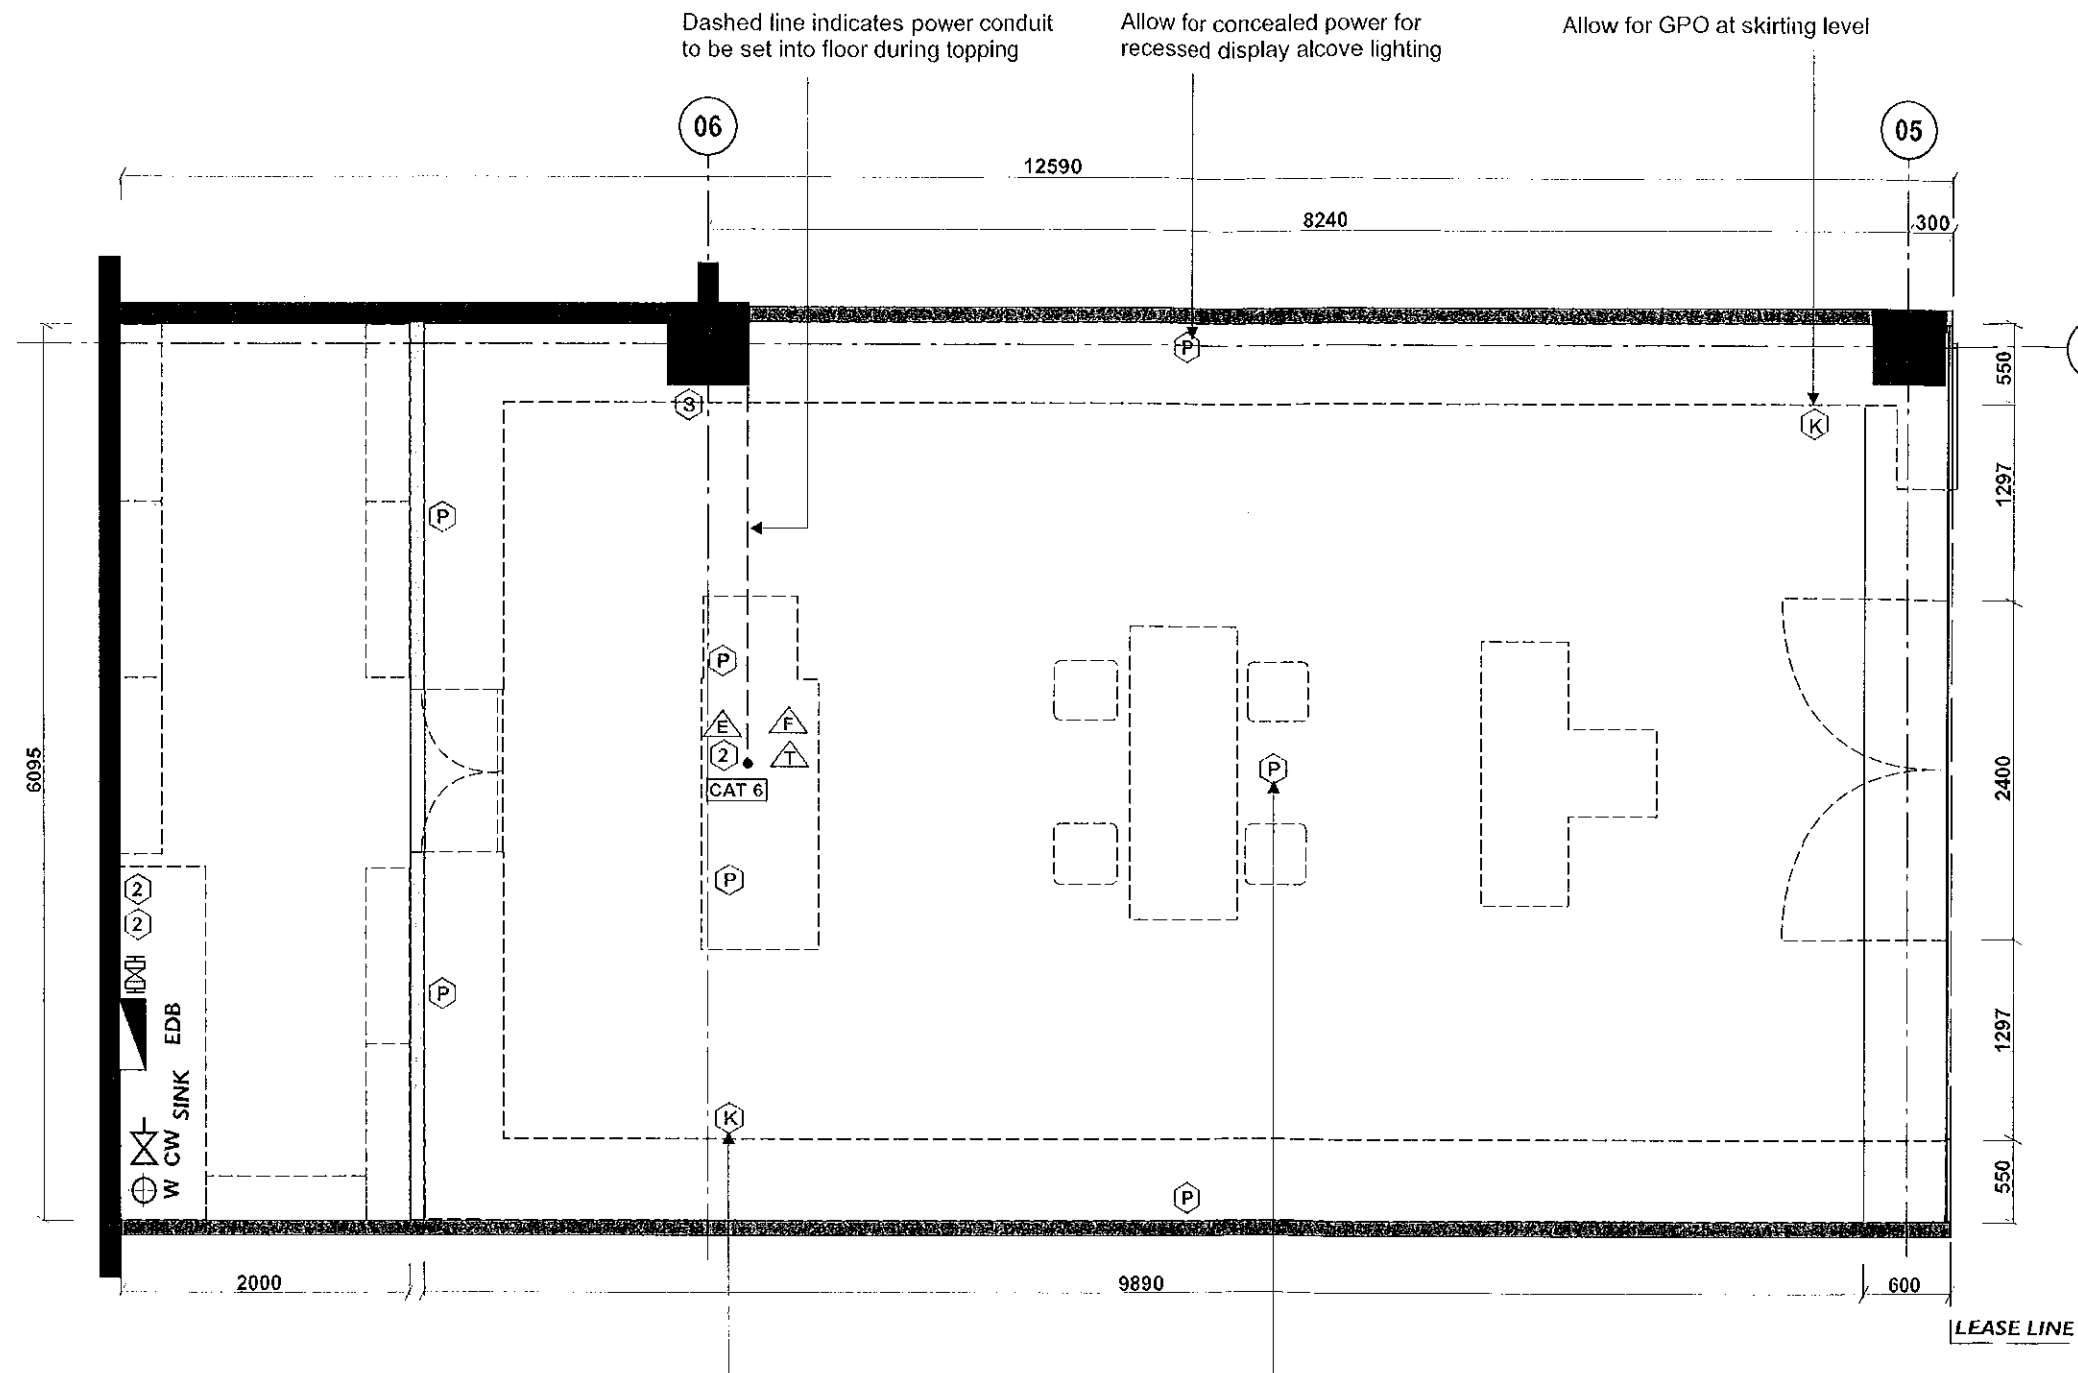 Dashed line indicates power conduit
to be set into floor during topping
Allow for concealed power for
recessed display alcove lighting
Allow for GPO at skirting level
06
05
12590
8240
300
P
550
3
K
P
1297
P
E
F
2
T
CAT 6
P
6095
2400
P
2
2
P
EDB
SINK
CW
W
1297
K
P
550
2000
9890
600
LEASE LINE